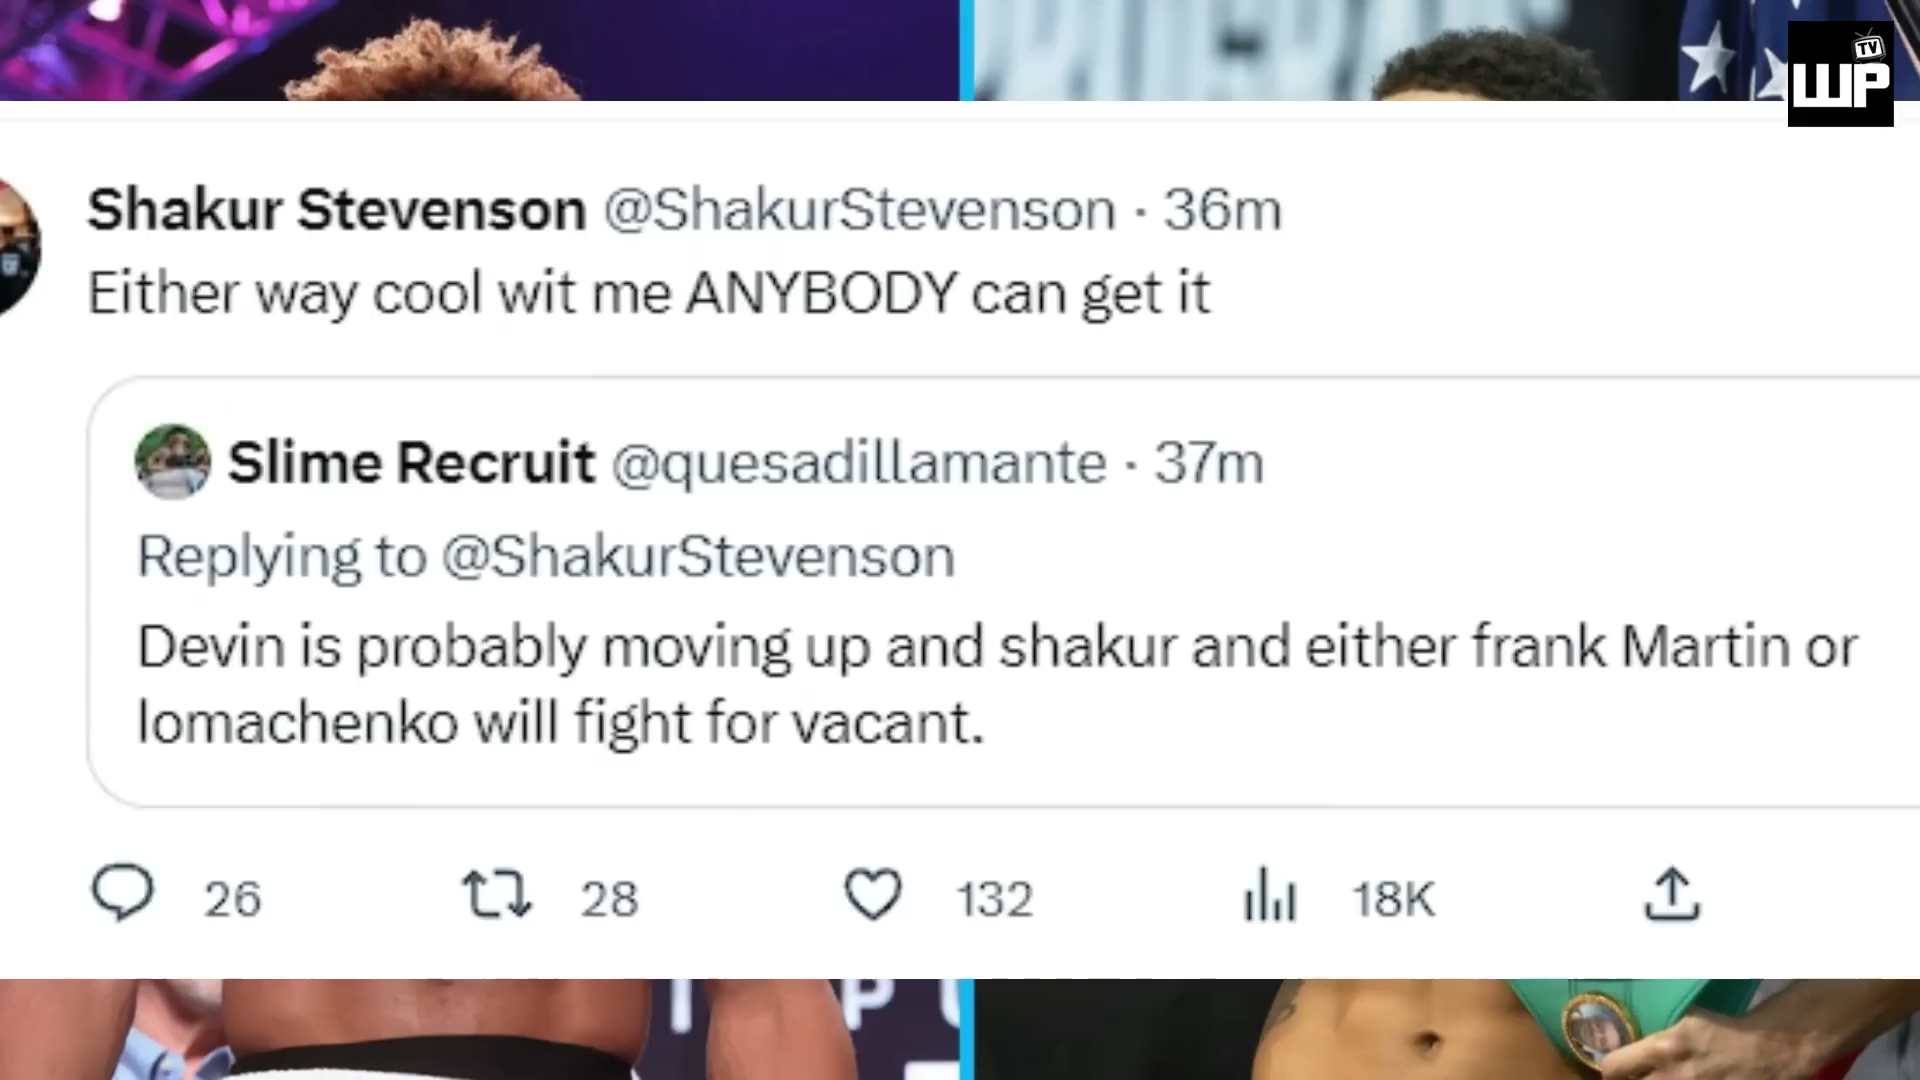 TV
WP
Shakur Stevenson @ShakurStevenson · 36m
Either way cool wit me ANYBODY can get it
Slime Recruit @quesadillamante · 37m
Replying to @ShakurStevenson
Devin is probably moving up and shakur and either frank Martin or
lomachenko will fight for vacant.
26 28 132 18K